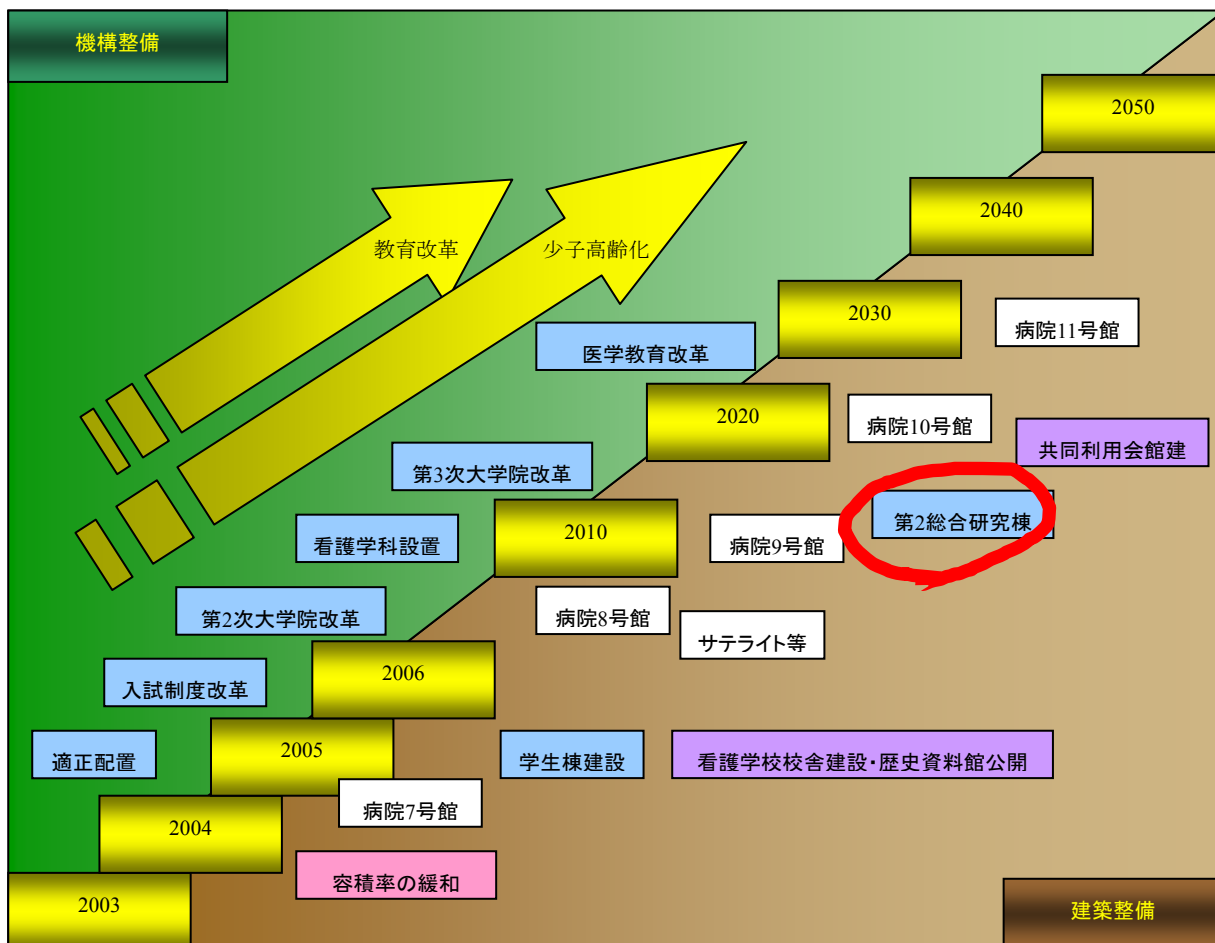 機構整備
2050
2040
教育改革
少子高齢化
2030
病院11号館
医学教育改革
2020
病院10号館
共同利用会館建
第3次大学院改革
第2総合研究棟
2010
看護学科設置
病院9号館
第2次大学院改革
病院8号館
サテライト等
2006
入試制度改革
2005
適正配置
学生棟建設
看護学校校舎建設・歴史資料館公開
病院7号館
2004
容積率の緩和
2003
建築整備